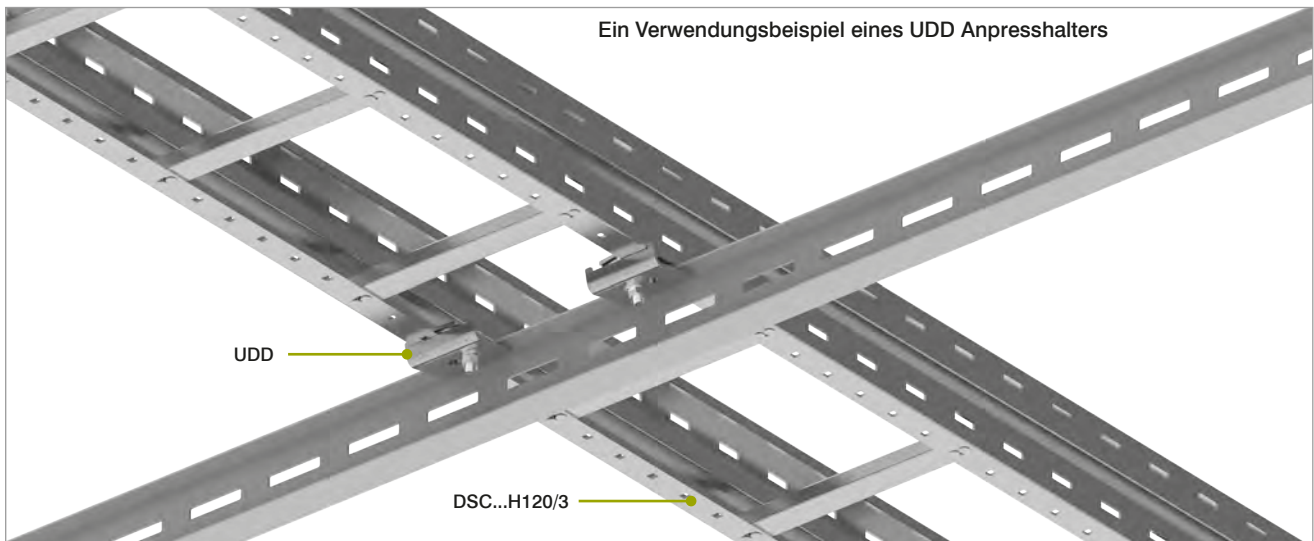 Ein Verwendungsbeispiel eines UDD Anpresshalters
UDD
DSC...H120/3